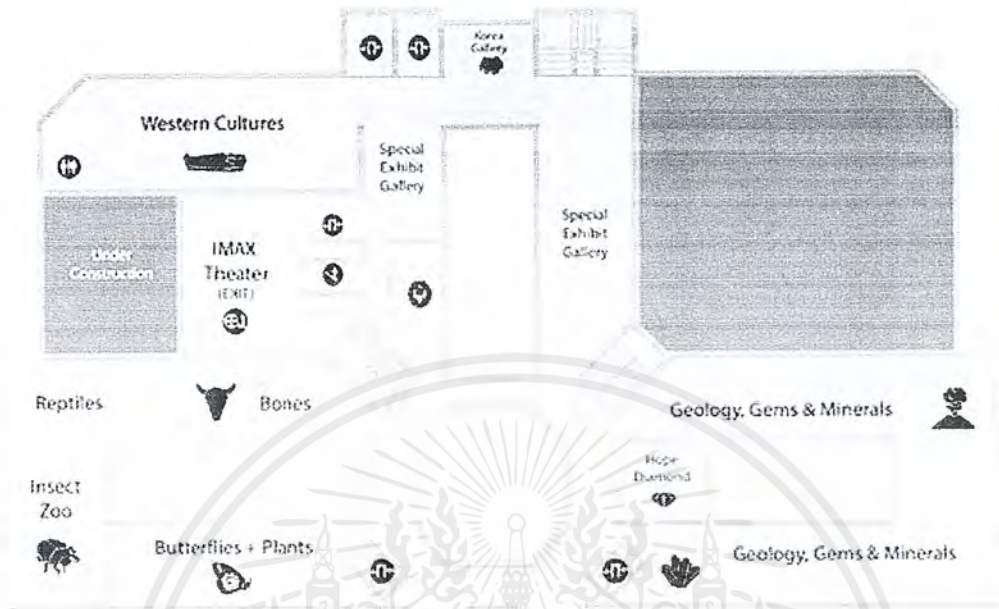 Korea
Gallery
Western Cultures
Special
Exhibit
Gallery
Special
Exhibit
Gallery
Under
Construction
IMAX
Theater
(EXIT)
Reptiles
Bones
Geology, Gems & Minerals
Hope
Diamond
Insect
Zoo
Butterflies + Plants
Geology, Gems & Minerals